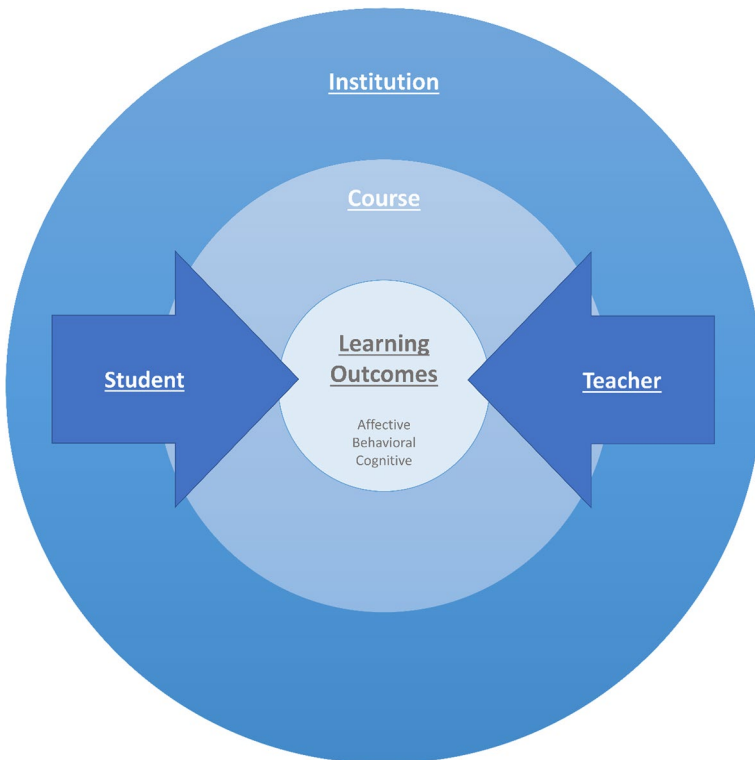 Institution
Course
Learning
Outcomes
Student
Teacher
Affective
Behavioral
Cognitive